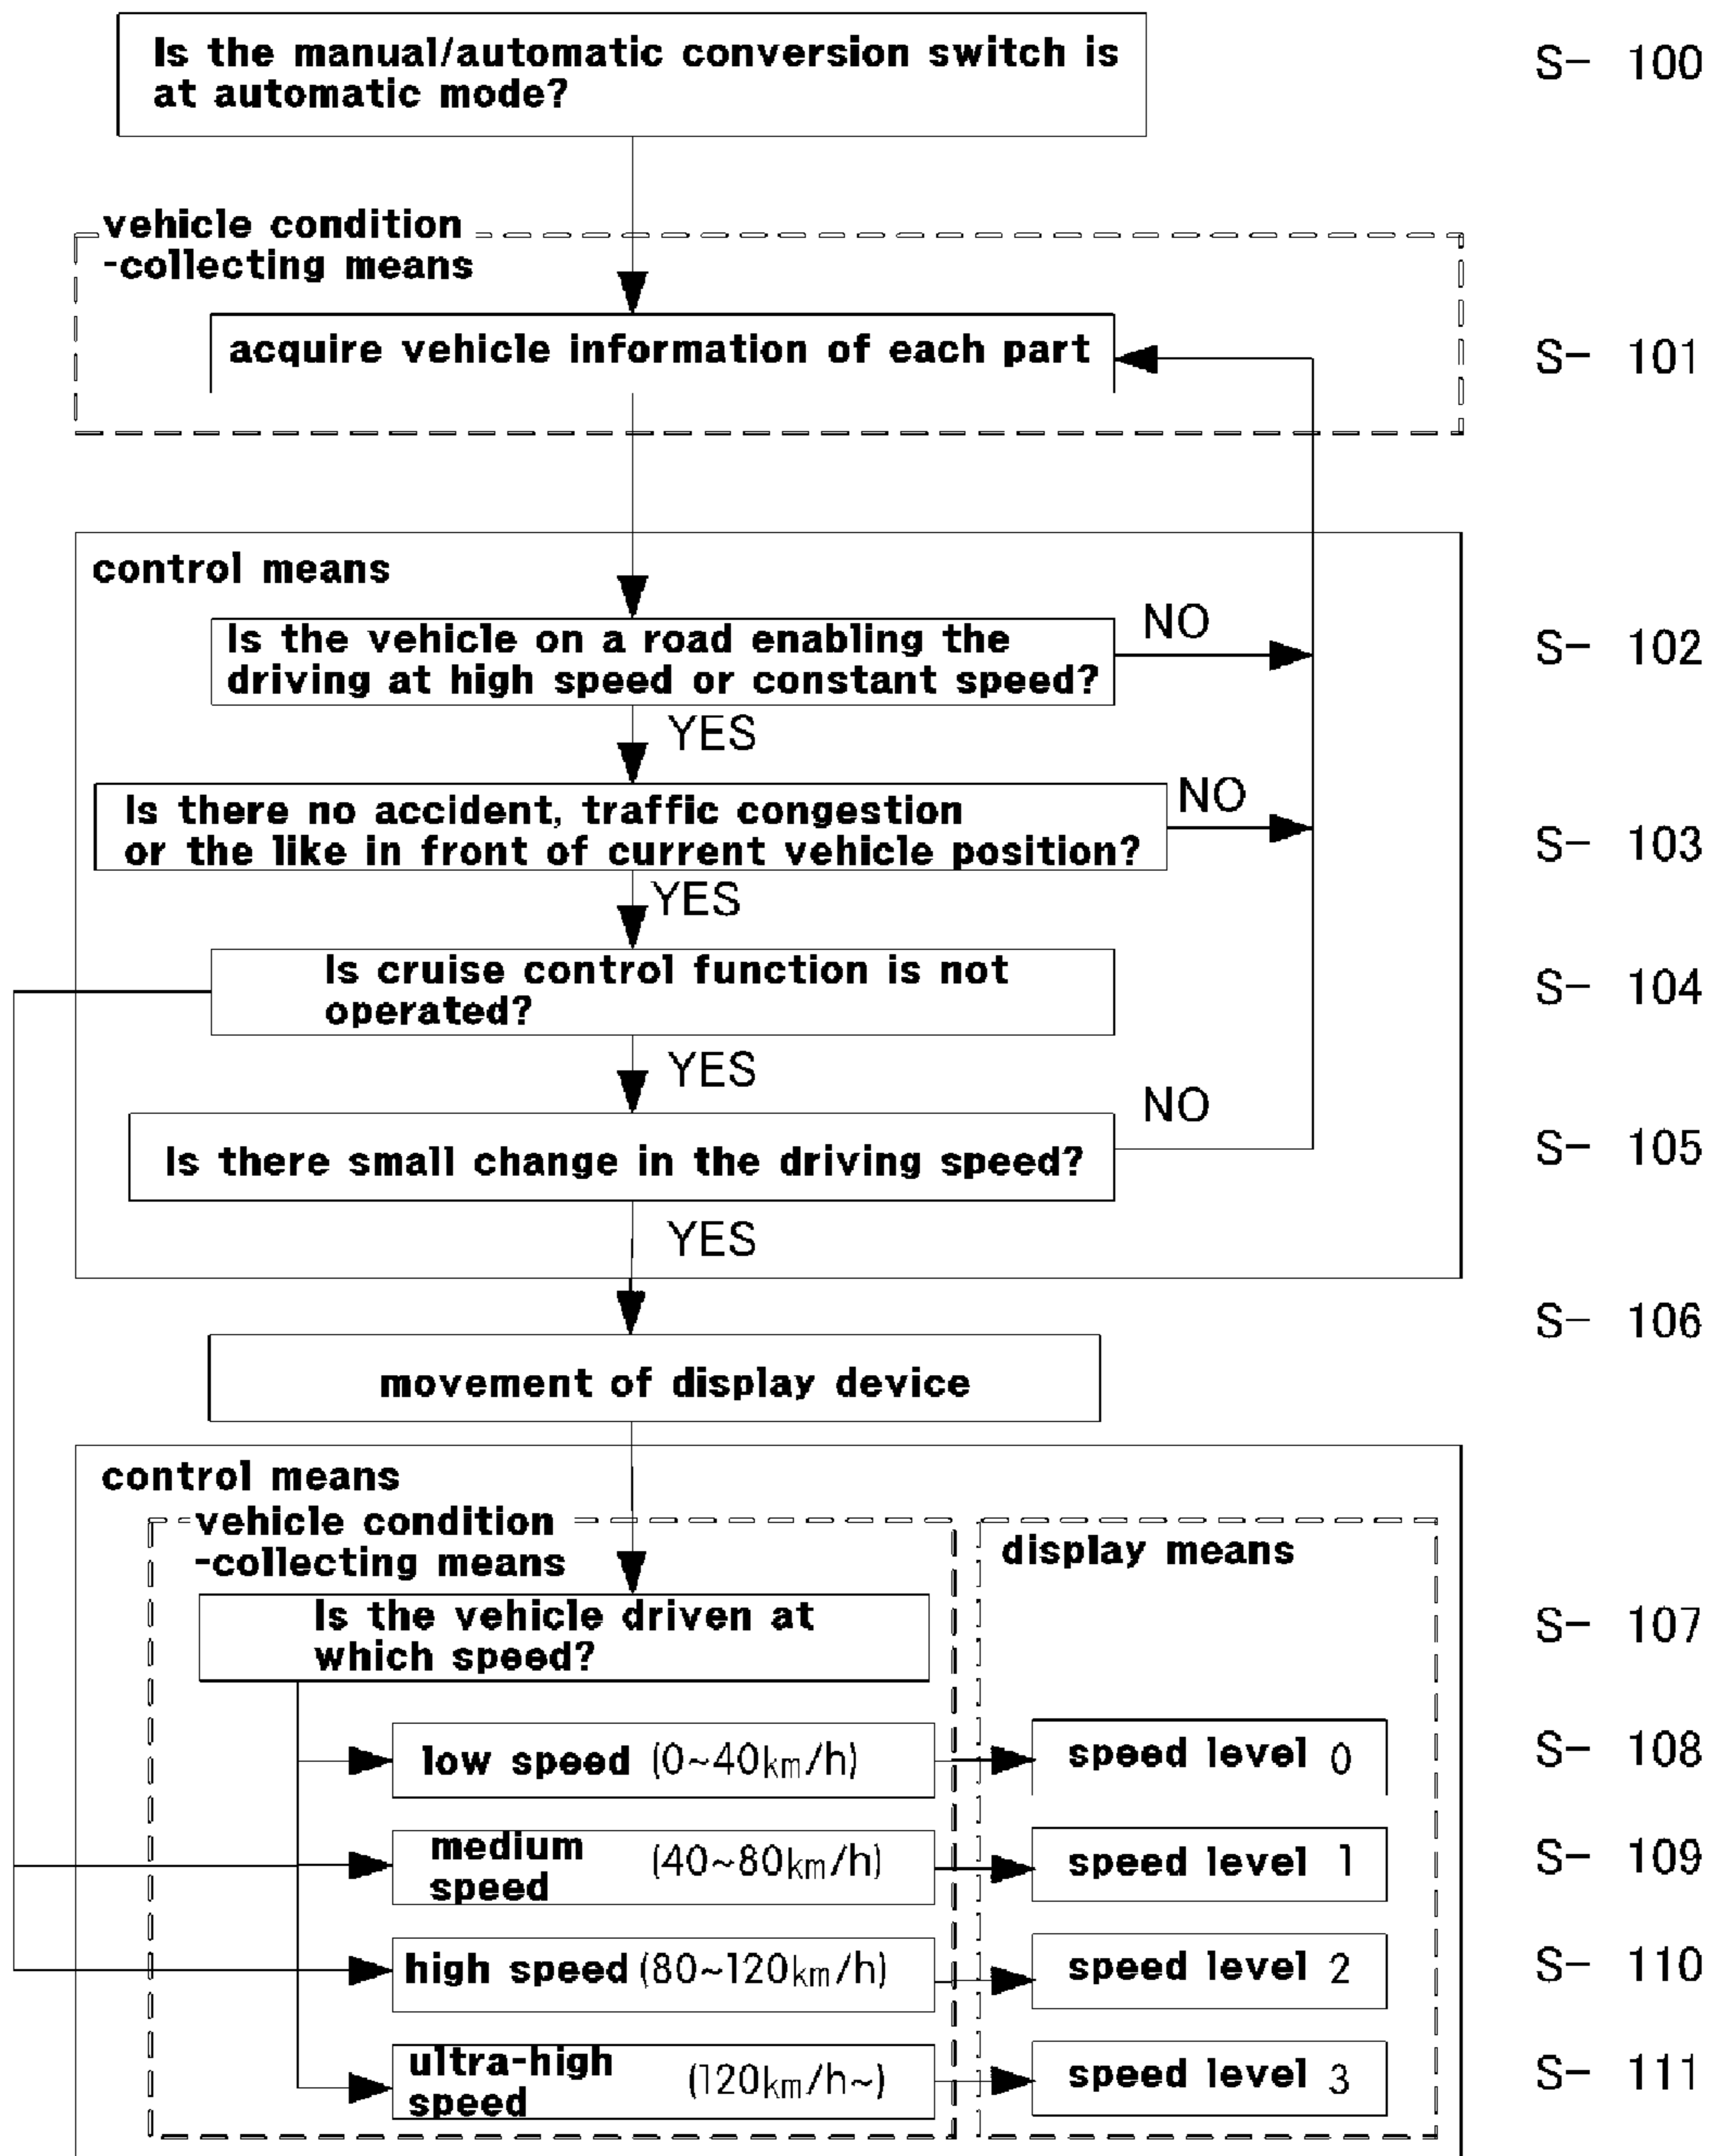 Is the manual/automatic conversion switch is
at automatic mode?
S- 100
vehicle condition
-collecting means
acquire vehicle information of each part
S- 101
control means
Is the vehicle on a road enabling the
driving at high speed or constant speed?
NO
S- 102
YES
Is there no accident, traffic congestion
or the like in front of current vehicle position?
NO
S- 103
YES
Is cruise control function is not
operated?
S- 104
YES
Is there small change in the driving speed?
NO
S- 105
YES
S- 106
movement of display device
control means
vehicle condition
-collecting means
display means
Is the vehicle driven at
which speed?
S- 107
low speed (0~40km/h)
speed level 0
S- 108
medium
speed
(40~80km/h)
speed level 1
S- 109
high speed (80~120km/h)
speed level 2
S- 110
ultra-high
speed
(120km/h~)
speed level 3
S- 111